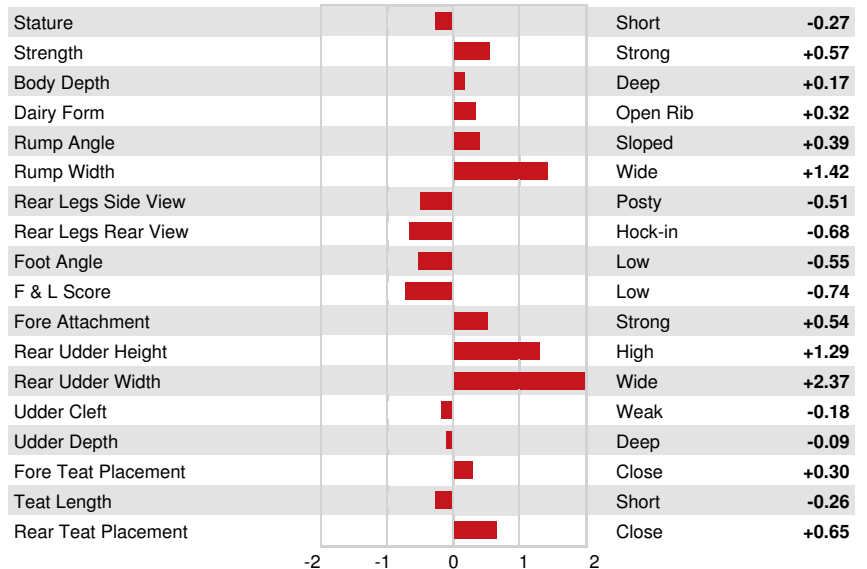 Stature Short -0.27
Strength Strong +0.57
Body Depth Deep +0.17
Dairy Form Open Rib +0.32
Rump Angle Sloped +0.39
Rump Width Wide +1.42
Rear Legs Side View Posty -0.51
Rear Legs Rear View Hock-in -0.68
Foot Angle Low -0.55
F & L Score Low -0.74
Fore Attachment Strong +0.54
Rear Udder Height High +1.29
Rear Udder Width Wide +2.37
Udder Cleft Weak -0.18
Udder Depth Deep -0.09
Fore Teat Placement Close +0.30
Teat Length Short -0.26
Rear Teat Placement Close +0.65
-2 -1 0 1 2